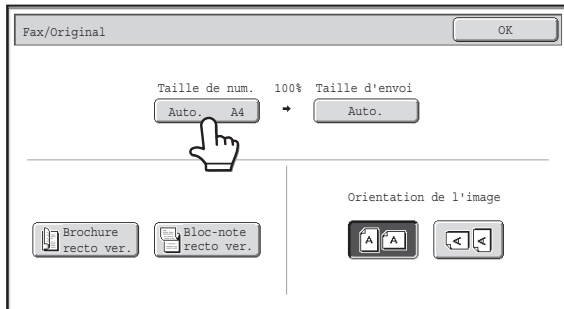 Fax/Original
OK
Taille de num. 100% Taille d'envoi
Auto. A4 Auto.
Orientation de l'image
Brochure
recto ver.
Bloc-note
recto ver.
A A A A